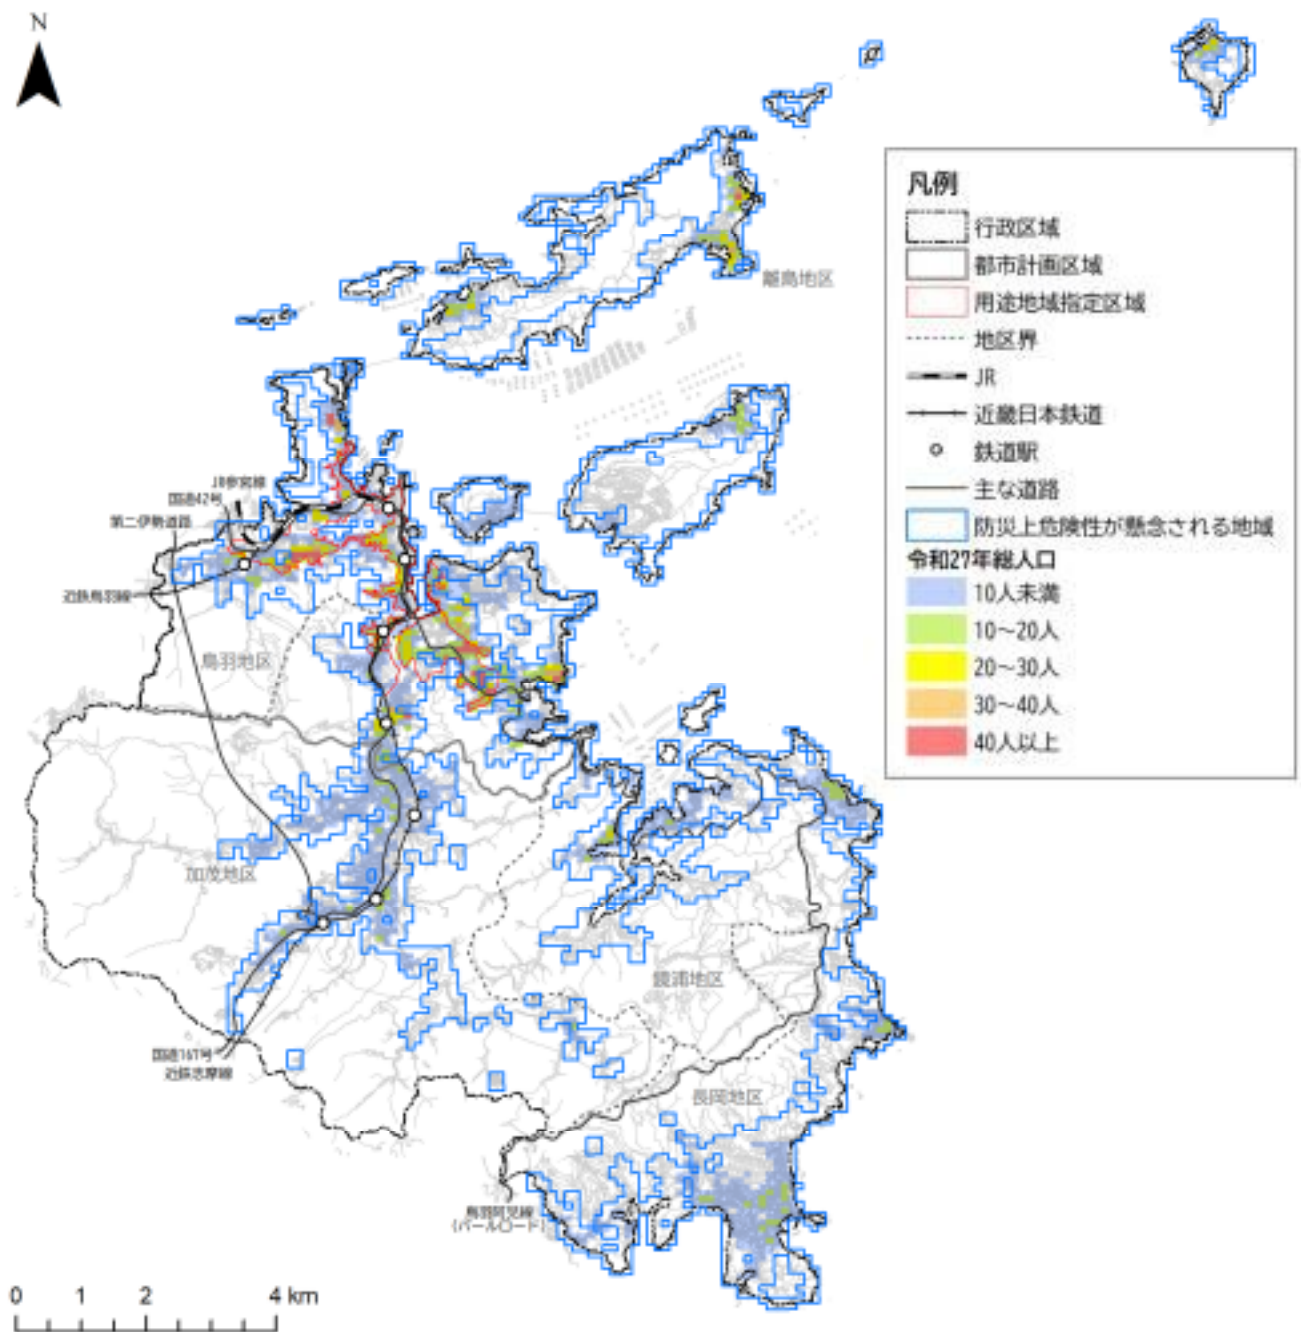 N
凡例
行政区域
都市計画区域
用途地域指定区域
地区界
JR
近畿日本鉄道
鉄道駅
主な道路
防災上危険性が懸念される地域
令和27年総人口
10人未満
10～20人
20～30人
30～40人
40人以上
離島地区
JR参宮線
国道42号
第二伊勢道路
近鉄鳥羽線
鳥羽地区
加茂地区
鏡浦地区
国道167号
近鉄志摩線
長岡地区
鳥羽阿児線
(パールロード)
0 1 2 4 km